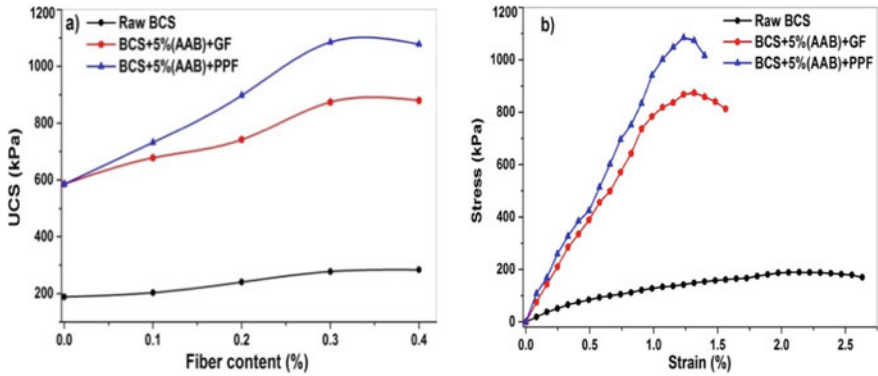 a)
Raw BCS
BCS+5%(AAB)+GF
BCS+5%(AAB)+PPF
1200
1000
800
600
400
200
UCS (kPa)
0.0 0.1 0.2 0.3 0.4
Fiber content (%)
b)
Raw BCS
BCS+5%(AAB)+GF
BCS+5%(AAB)+PPF
1200
1000
800
600
400
200
0
Stress (kPa)
0.0 0.5 1.0 1.5 2.0 2.5
Strain (%)